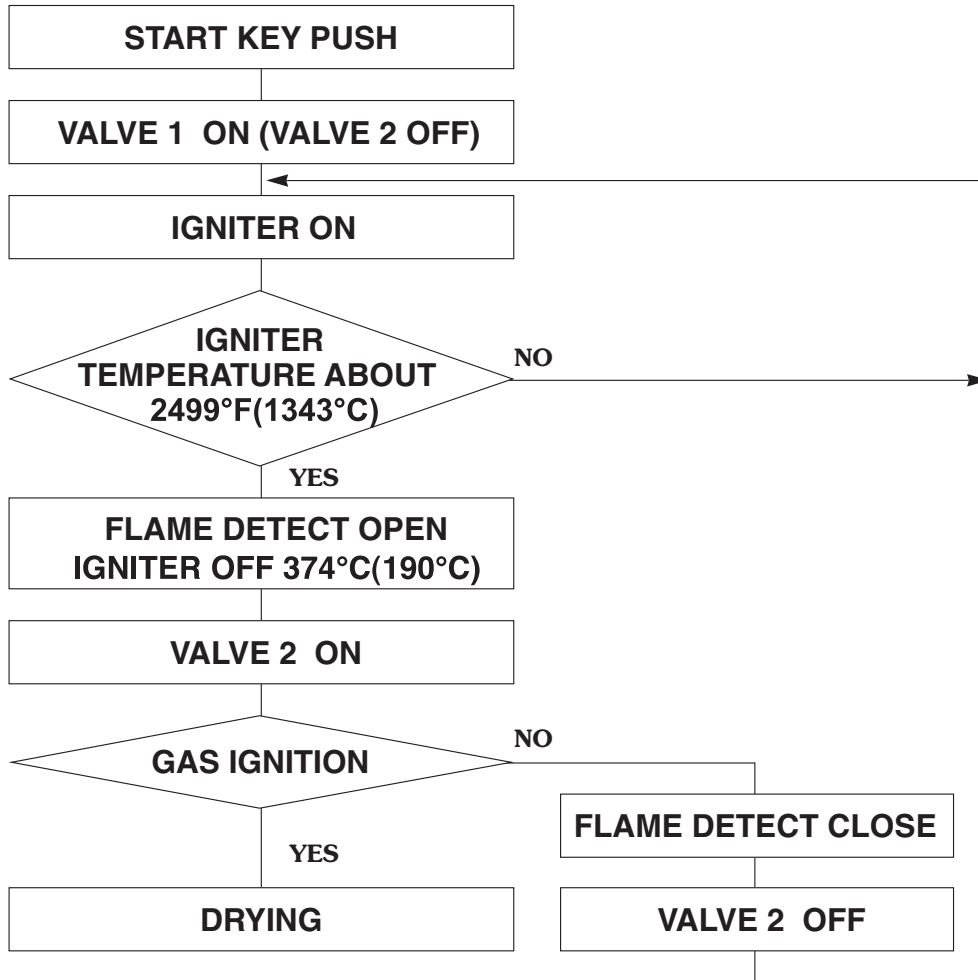 START KEY PUSH
VALVE 1 ON (VALVE 2 OFF)
IGNITER ON
IGNITER
TEMPERATURE ABOUT
2499°F(1343°C)
NO
YES
FLAME DETECT OPEN
IGNITER OFF 374°C(190°C)
VALVE 2 ON
GAS IGNITION
NO
FLAME DETECT CLOSE
YES
DRYING
VALVE 2 OFF